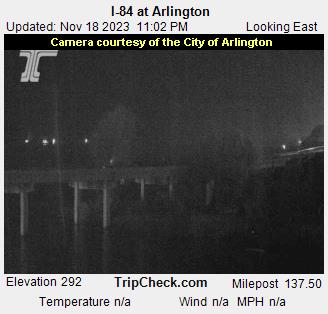 I-84 at Arlington
Updated: Nov 18 2023 11:02 PM Looking East
Camera courtesy of the City of Arlington
Elevation 292 TripCheck.com Milepost 137.50
Temperature n/a Wind n/a MPH n/a